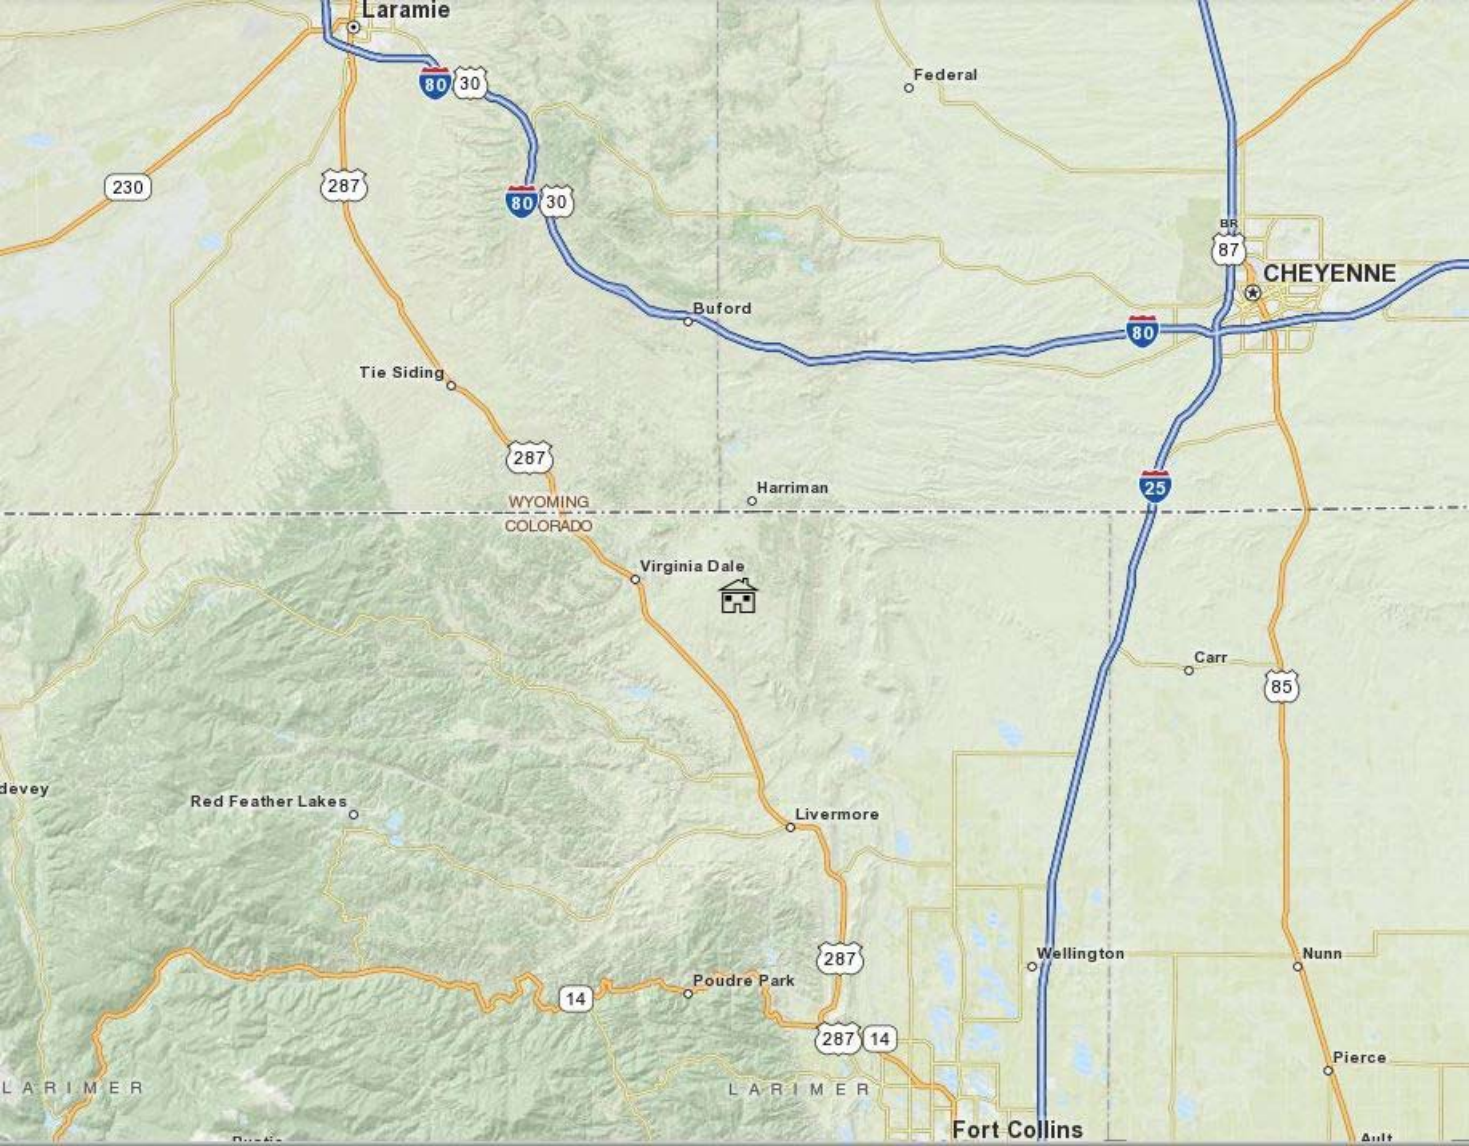 Laramie
80
30
Federal
230
287
80
30
BR
87
CHEYENNE
Buford
80
Tie Siding
287
Harriman
25
WYOMING
COLORADO
Virginia Dale
Carr
85
devey
Red Feather Lakes
Livermore
287
Wellington
Nunn
Poudre Park
14
287
14
Pierce
LARIMER
LARIMER
Fort Collins
Ault